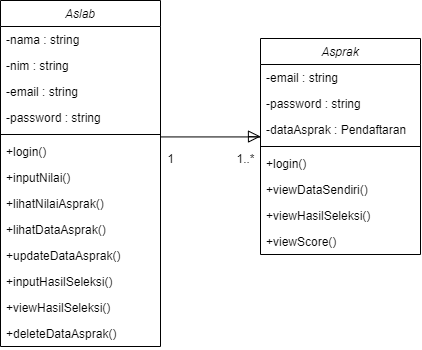 Aslab
-nama : string
-nim : string
-email : string
-password : string
+login()
+inputNilai()
+lihatNilaiAsprak()
+lihatDataAsprak()
+updateDataAsprak()
+inputHasilSeleksi()
+viewHasilSeleksi()
+deleteDataAsprak()
1
1..*
Asprak
-email : string
-password : string
-dataAsprak : Pendaftaran
+login()
+viewDataSendiri()
+viewHasilSeleksi()
+viewScore()